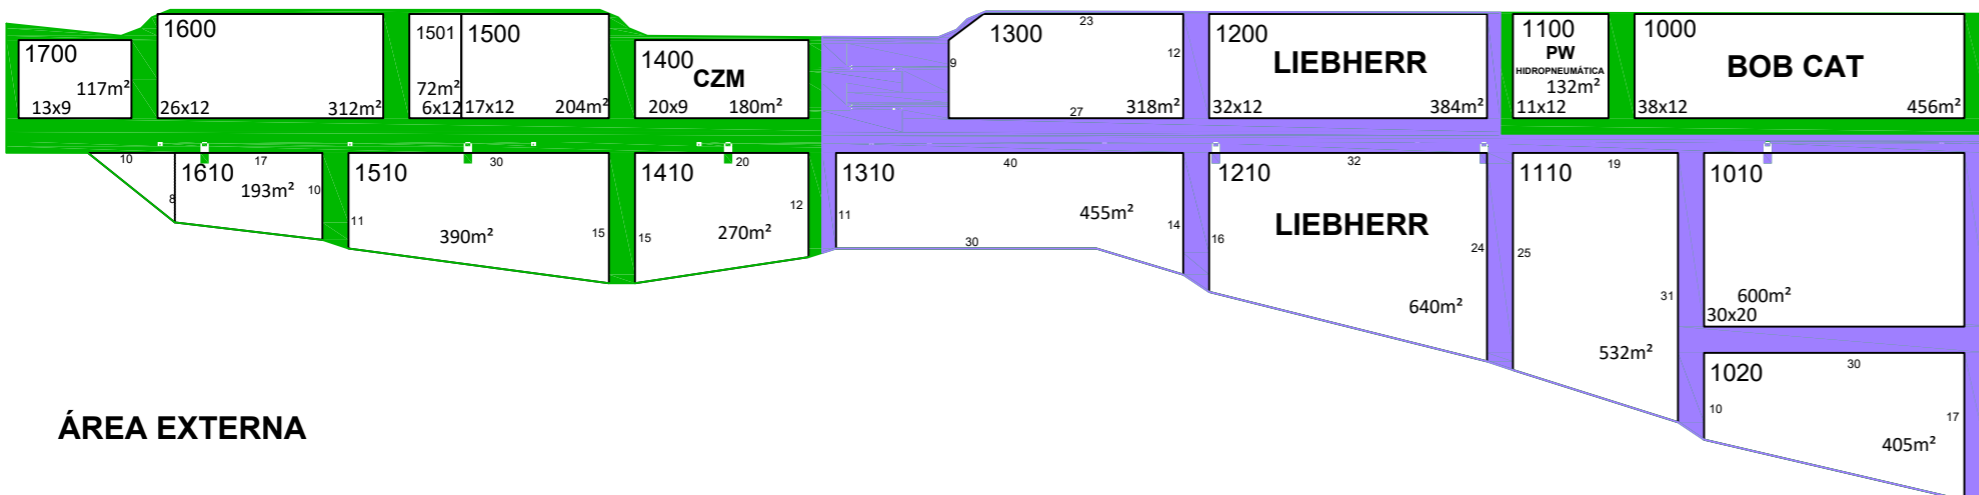 1700
117m²
13x9
1600
26x12
312m²
1501
72m²
6x12
1500
17x12
204m²
1400
CZM
20x9
180m²
1300
23
12
9
27
318m²
1200
LIEBHERR
32x12
384m²
1100
PW
HIDROPNEUMÁTICA
132m²
11x12
1000
BOB CAT
38x12
456m²
10
17
1610
193m²
10
8
30
1510
11
15
390m²
20
1410
12
15
270m²
40
1310
11
455m²
14
30
32
1210
LIEBHERR
16
24
640m²
19
1110
25
31
532m²
1010
600m²
30x20
1020
30
10
17
405m²
ÁREA EXTERNA